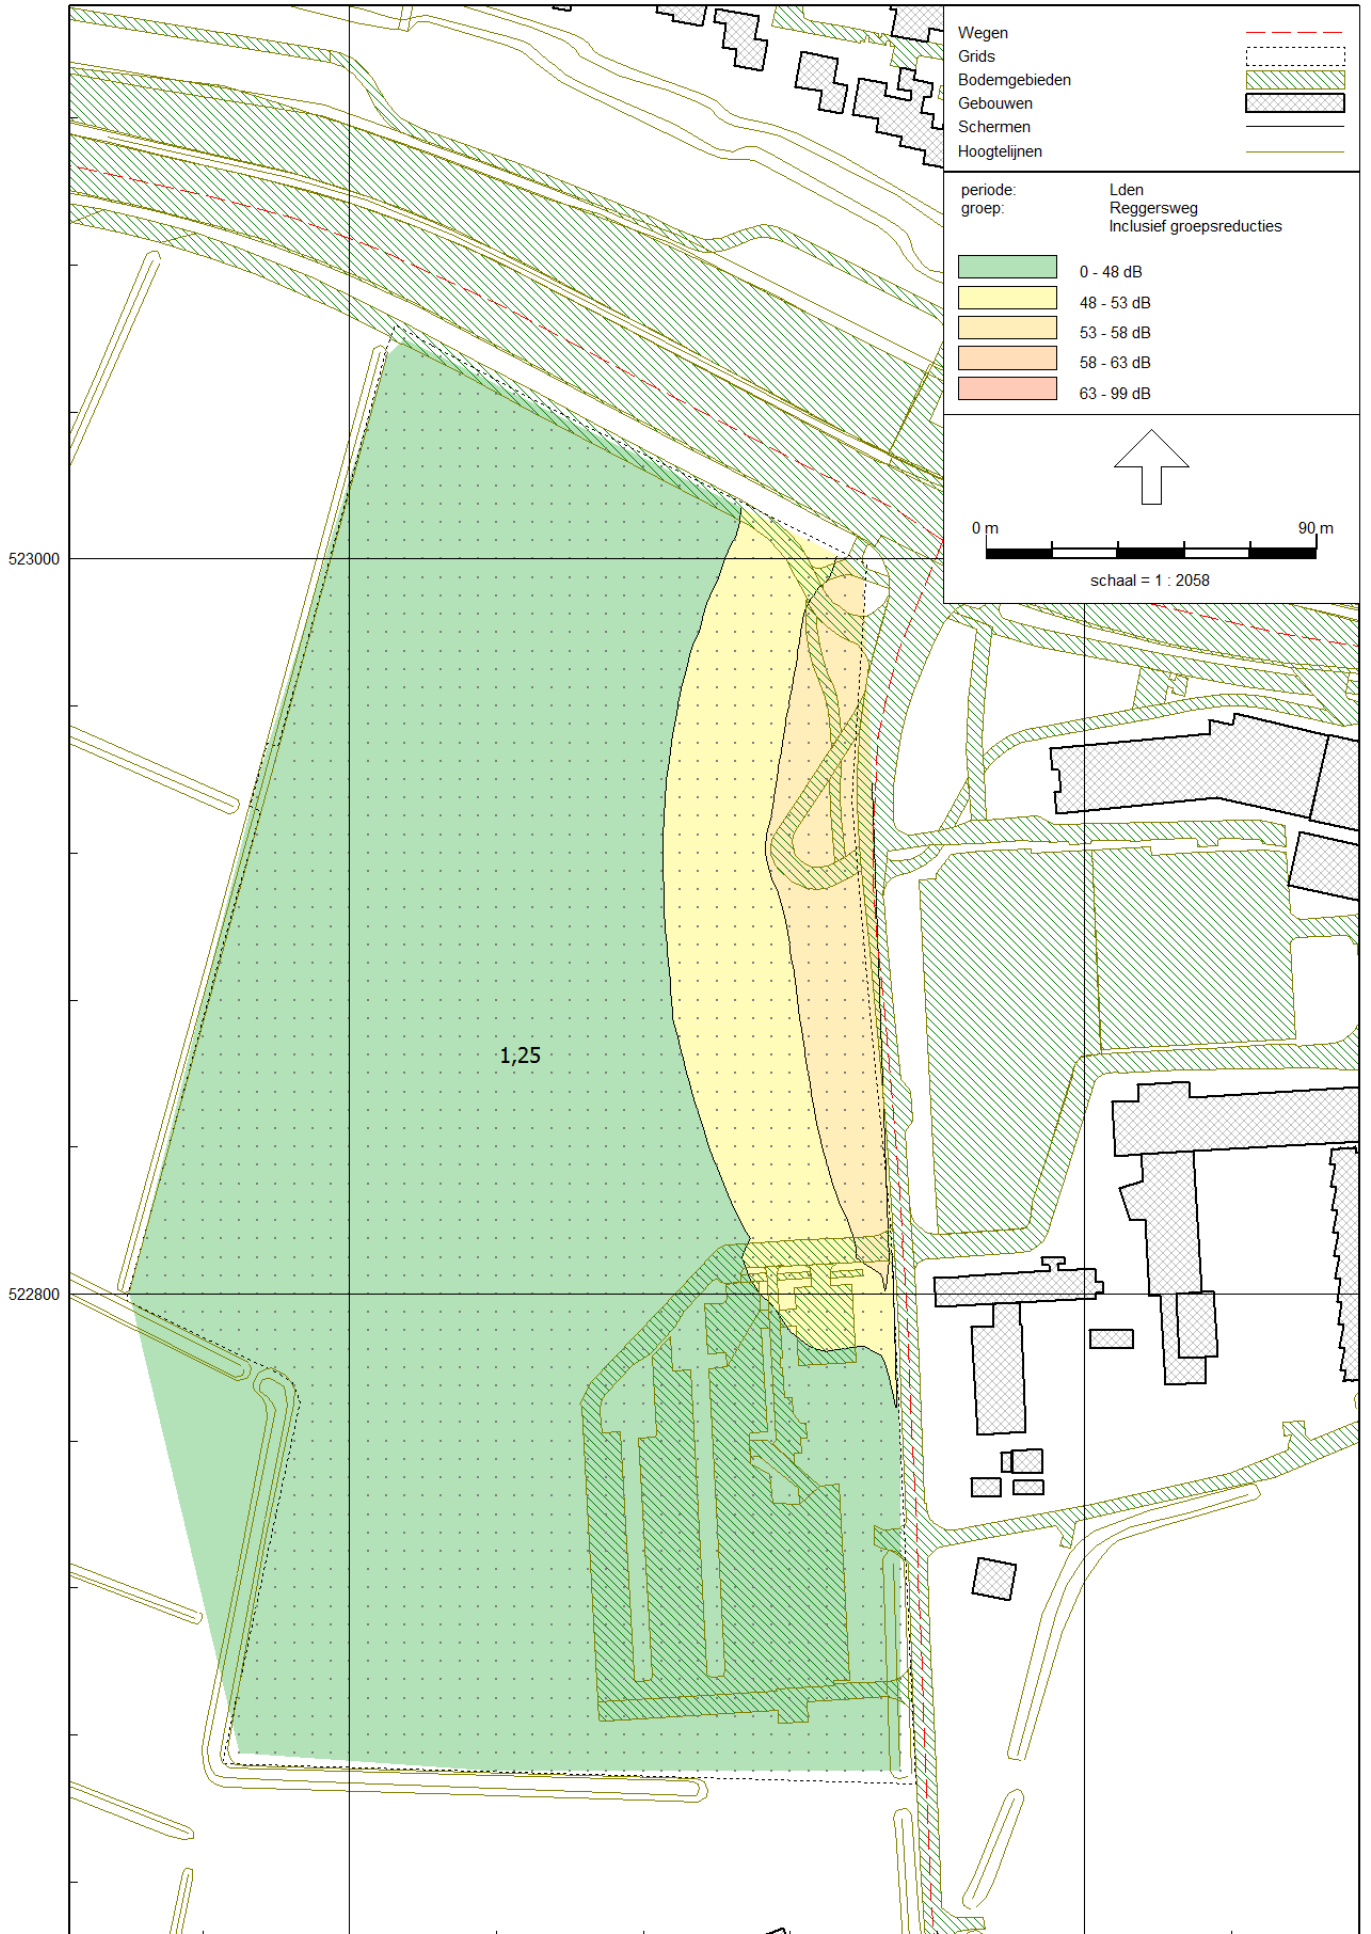 Wegen
Grids
Bodemgebieden
Gebouwen
Schermen
Hoogtelijnen
periode: Lden
groep: Reggersweg
Inclusief groepsreducties
0 - 48 dB
48 - 53 dB
53 - 58 dB
58 - 63 dB
63 - 99 dB
0 m 90 m
schaal = 1 : 2058
523000
1,25
522800